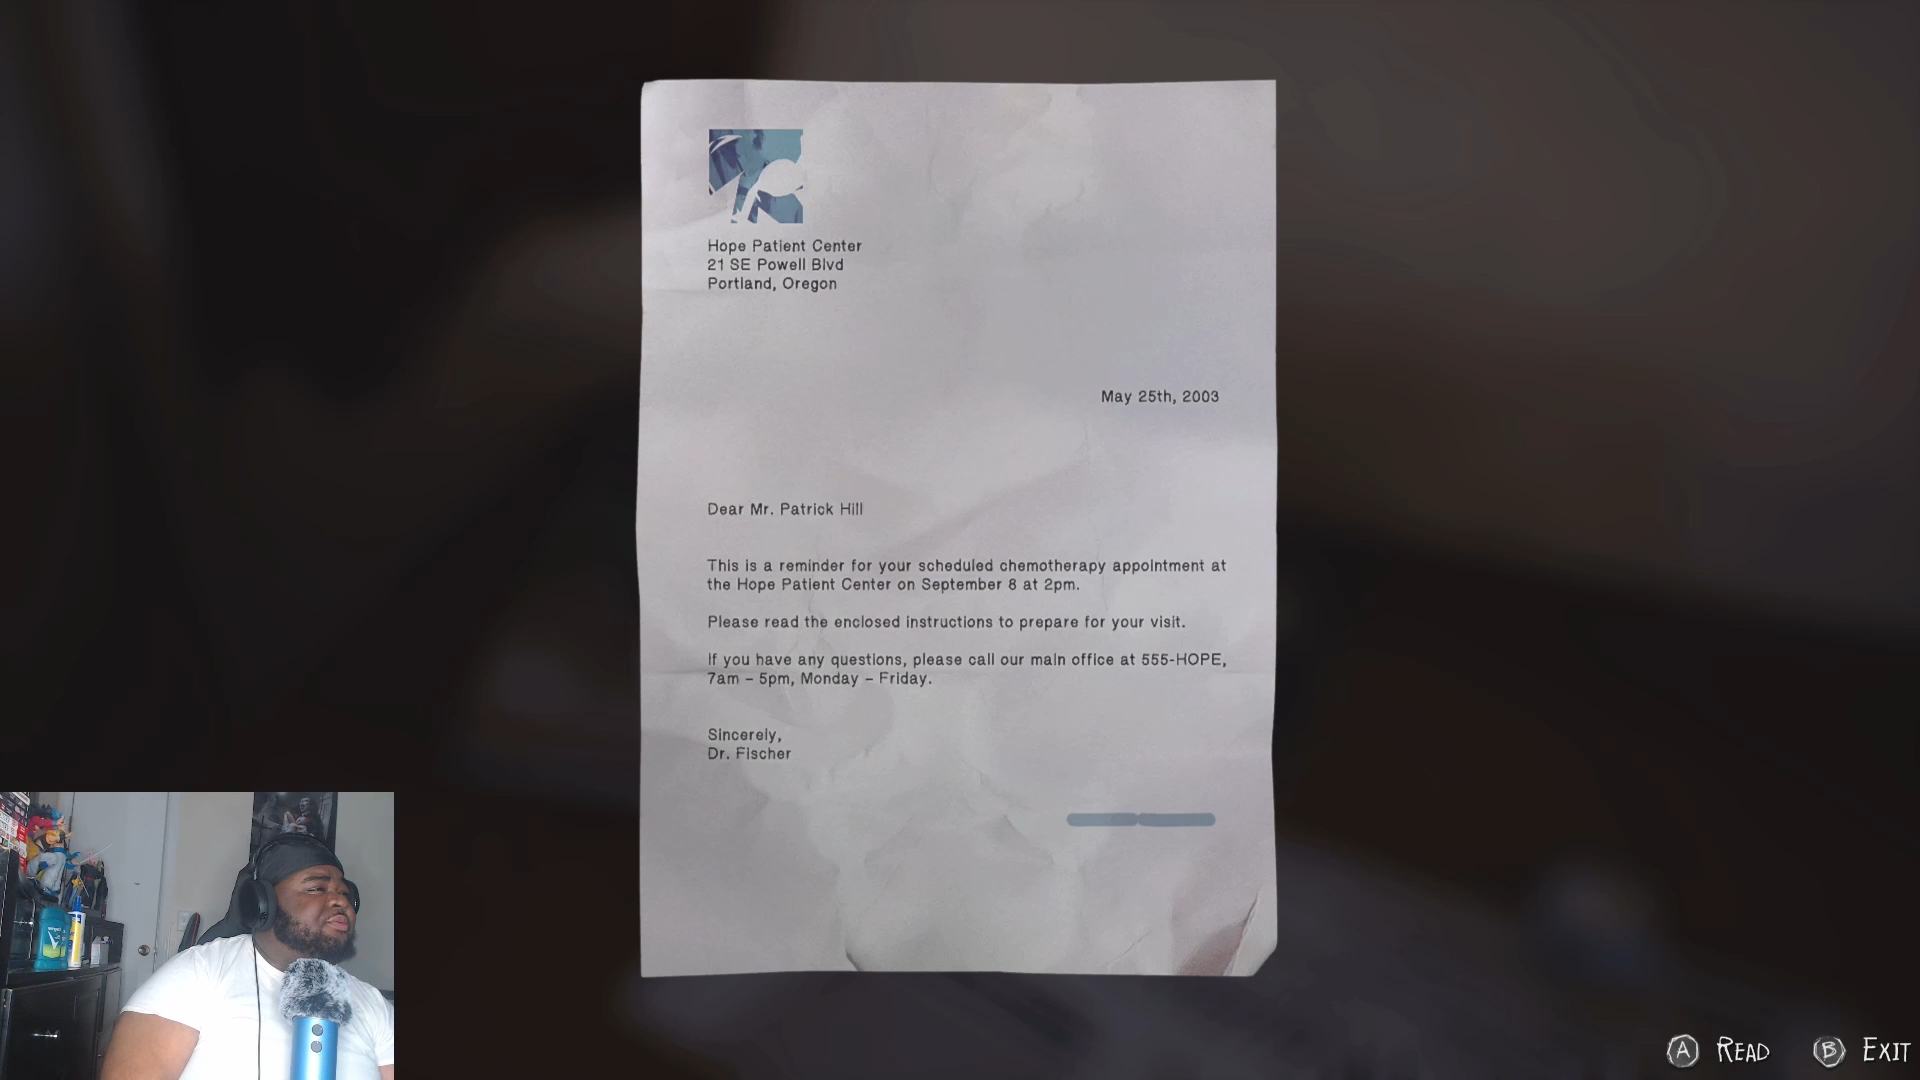 Hope Patient Center
21 SE Powell Blvd
Portland, Oregon
May 25th, 2003
Dear Mr. Patrick Hill
This is a reminder for your scheduled chemotherapy appointment at
the Hope Patient Center on September 8 at 2pm.
Please read the enclosed instructions to prepare for your visit.
If you have any questions, please call our main office at 555-HOPE,
7am – 5pm, Monday – Friday.
Sincerely,
Dr. Fischer
A READ B EXIT